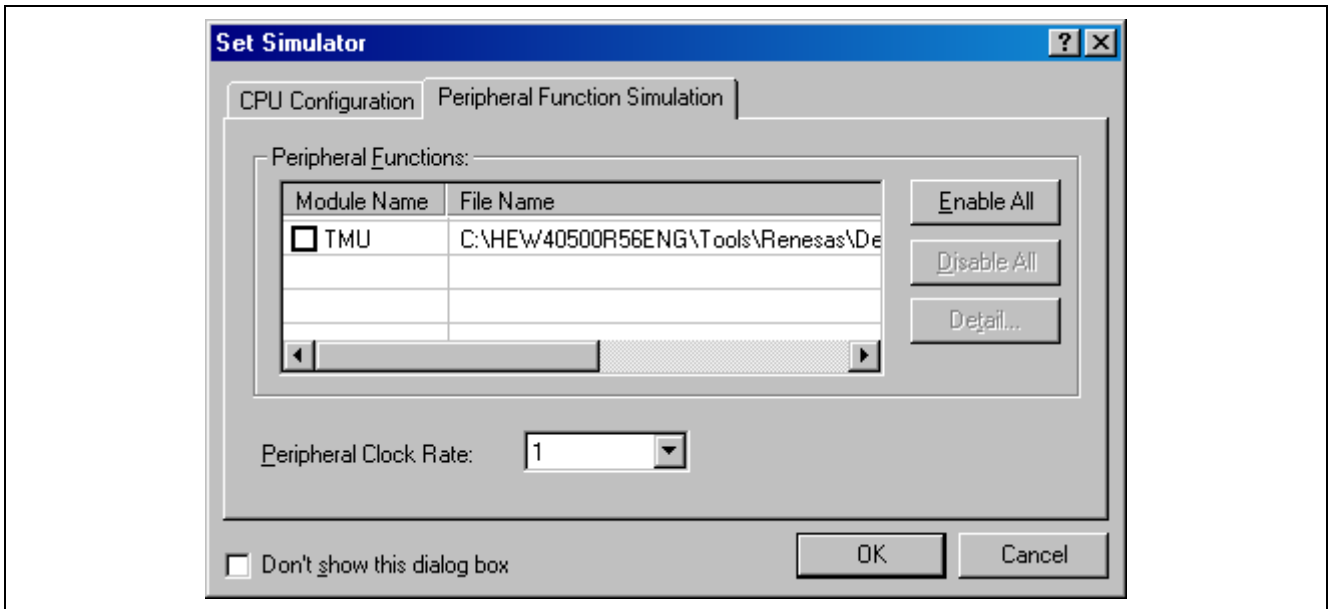 Set Simulator
CPU Configuration Peripheral Function Simulation
Peripheral Functions:
Module Name File Name
Enable All
TMU C:\HEW40500R56ENG\Tools\Renesas\De
Disable All
Detail...
Peripheral Clock Rate: 1
Don't show this dialog box
OK Cancel